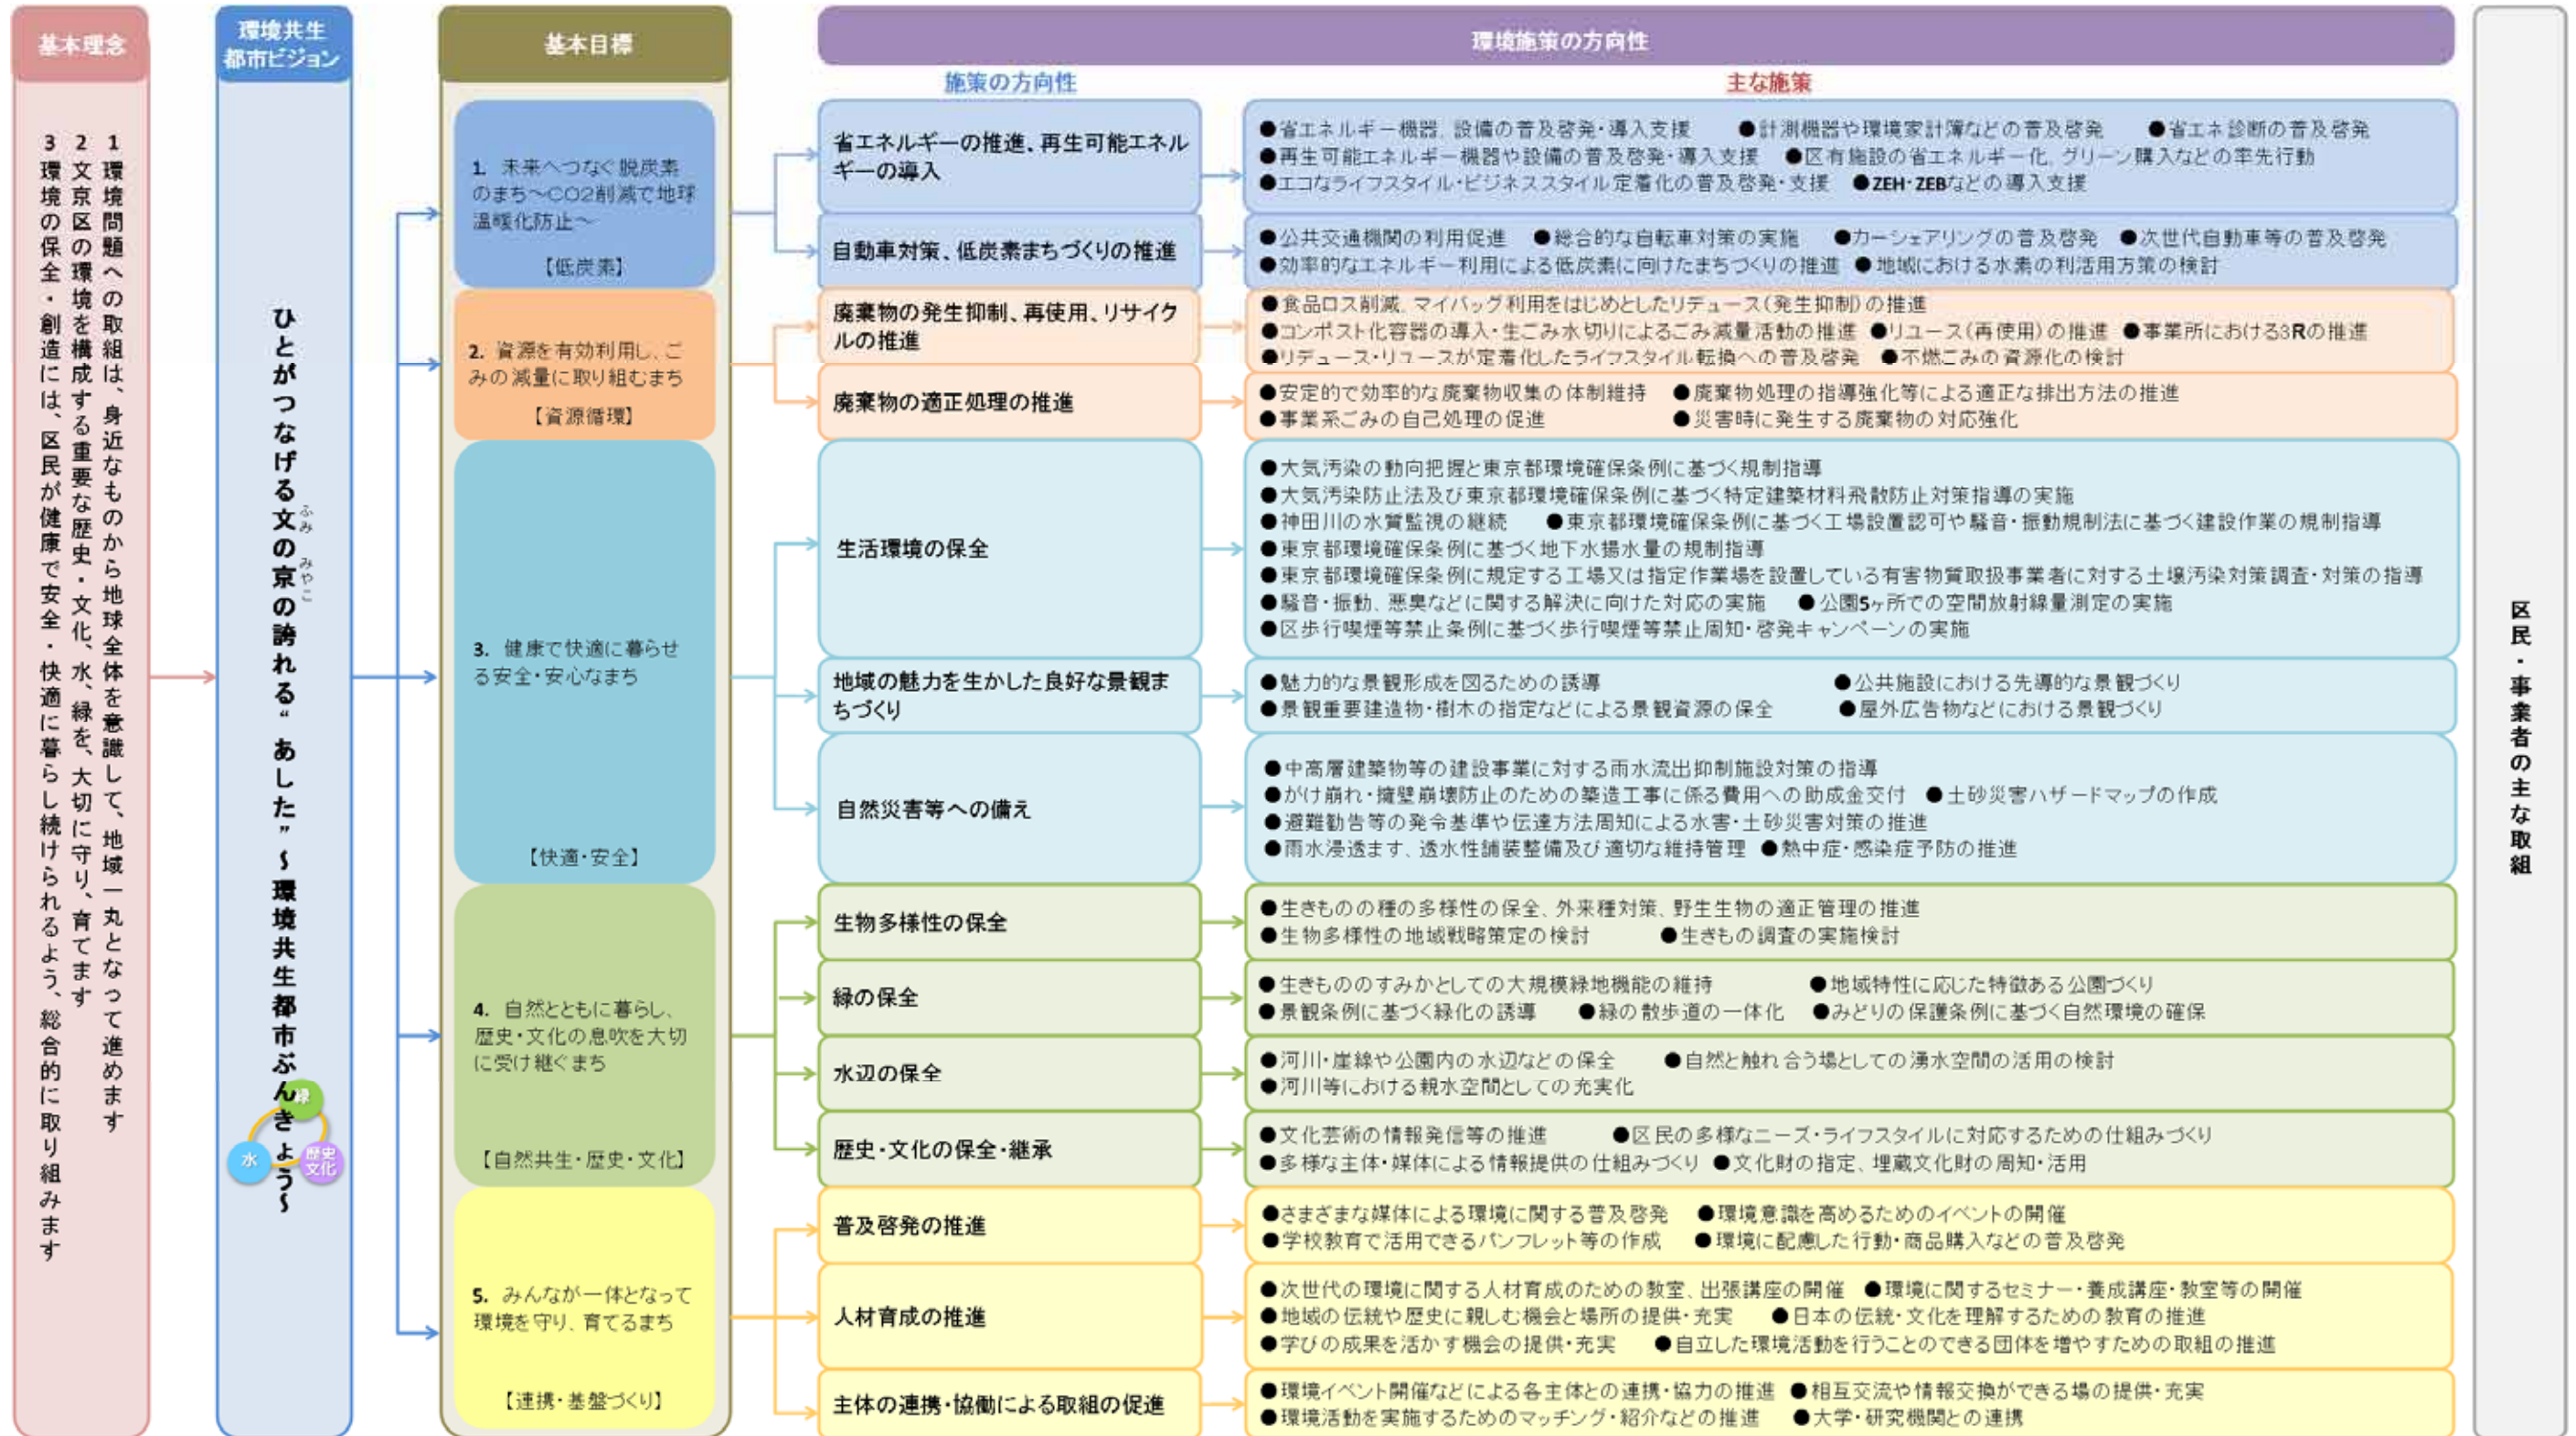 基本理念
1 環境問題への取組は、身近なものから地球全体を意識して、地域一丸となって進めます
2 文京区の環境を構成する重要な歴史・文化、水、緑を、大切に守り、育てます
3 環境の保全・創造には、区民が健康で安全・快適に暮らし続けられるよう、総合的に取り組みます
環境共生
都市ビジョン
ひとがつなげる文の京の誇れる“あした”～環境共生都市ぶんきょう～
ふみ みやこ
緑
水
歴史
文化
基本目標
1. 未来へつなぐ脱炭素
のまち～CO2削減で地球
温暖化防止～
【低炭素】
2. 資源を有効利用し、ご
みの減量に取り組むまち
【資源循環】
3. 健康で快適に暮らせ
る安全・安心なまち
【快適・安全】
4. 自然とともに暮らし、
歴史・文化の息吹を大切
に受け継ぐまち
【自然共生・歴史・文化】
5. みんなが一体となって
環境を守り、育てるまち
【連携・基盤づくり】
環境施策の方向性
施策の方向性
主な施策
省エネルギーの推進、再生可能エネル
ギーの導入
●省エネルギー機器、設備の普及啓発・導入支援 ●計測機器や環境家計簿などの普及啓発 ●省エネ診断の普及啓発
●再生可能エネルギー機器や設備の普及啓発・導入支援 ●区有施設の省エネルギー化、グリーン購入などの率先行動
●エコなライフスタイル・ビジネススタイル定着化の普及啓発・支援 ●ZEH・ZEBなどの導入支援
自動車対策、低炭素まちづくりの推進
●公共交通機関の利用促進 ●総合的な自転車対策の実施 ●カーシェアリングの普及啓発 ●次世代自動車等の普及啓発
●効率的なエネルギー利用による低炭素に向けたまちづくりの推進 ●地域における水素の利活用方策の検討
廃棄物の発生抑制、再使用、リサイク
ルの推進
●食品ロス削減、マイバッグ利用をはじめとしたリデュース（発生抑制）の推進
●コンポスト化容器の導入・生ごみ水切りによるごみ減量活動の推進 ●リユース（再使用）の推進 ●事業所における3Rの推進
●リデュース・リユースが定着化したライフスタイル転換への普及啓発 ●不燃ごみの資源化の検討
廃棄物の適正処理の推進
●安定的で効率的な廃棄物収集の体制維持 ●廃棄物処理の指導強化等による適正な排出方法の推進
●事業系ごみの自己処理の促進 ●災害時に発生する廃棄物の対応強化
生活環境の保全
●大気汚染の動向把握と東京都環境確保条例に基づく規制指導
●大気汚染防止法及び東京都環境確保条例に基づく特定建築材料飛散防止対策指導の実施
●神田川の水質監視の継続 ●東京都環境確保条例に基づく工場設置認可や騒音・振動規制法に基づく建設作業の規制指導
●東京都環境確保条例に基づく地下水揚水量の規制指導
●東京都環境確保条例に規定する工場又は指定作業場を設置している有害物質取扱事業者に対する土壌汚染対策調査・対策の指導
●騒音・振動、悪臭などに関する解決に向けた対応の実施 ●公園5ヶ所での空間放射線量測定の実施
●区歩行喫煙等禁止条例に基づく歩行喫煙等禁止周知・啓発キャンペーンの実施
地域の魅力を生かした良好な景観ま
ちづくり
●魅力的な景観形成を図るための誘導 ●公共施設における先導的な景観づくり
●景観重要建造物・樹木の指定などによる景観資源の保全 ●屋外広告物などにおける景観づくり
自然災害等への備え
●中高層建築物等の建設事業に対する雨水流出抑制施設対策の指導
●がけ崩れ・擁壁崩壊防止のための築造工事に係る費用への助成金交付 ●土砂災害ハザードマップの作成
●避難勧告等の発令基準や伝達方法周知による水害・土砂災害対策の推進
●雨水浸透ます、透水性舗装整備及び適切な維持管理 ●熱中症・感染症予防の推進
生物多様性の保全
●生きものの種の多様性の保全、外来種対策、野生生物の適正管理の推進
●生物多様性の地域戦略策定の検討 ●生きもの調査の実施検討
緑の保全
●生きもののすみかとしての大規模緑地機能の維持 ●地域特性に応じた特徴ある公園づくり
●景観条例に基づく緑化の誘導 ●緑の散歩道の一体化 ●みどりの保護条例に基づく自然環境の確保
水辺の保全
●河川・崖線や公園内の水辺などの保全 ●自然と触れ合う場としての湧水空間の活用の検討
●河川等における親水空間としての充実化
歴史・文化の保全・継承
●文化芸術の情報発信等の推進 ●区民の多様なニーズ・ライフスタイルに対応するための仕組みづくり
●多様な主体・媒体による情報提供の仕組みづくり ●文化財の指定、埋蔵文化財の周知・活用
普及啓発の推進
●さまざまな媒体による環境に関する普及啓発 ●環境意識を高めるためのイベントの開催
●学校教育で活用できるパンフレット等の作成 ●環境に配慮した行動・商品購入などの普及啓発
人材育成の推進
●次世代の環境に関する人材育成のための教室、出張講座の開催 ●環境に関するセミナー・養成講座・教室等の開催
●地域の伝統や歴史に親しむ機会と場所の提供・充実 ●日本の伝統・文化を理解するための教育の推進
●学びの成果を活かす機会の提供・充実 ●自立した環境活動を行うことのできる団体を増やすための取組の推進
主体の連携・協働による取組の促進
●環境イベント開催などによる各主体との連携・協力の推進 ●相互交流や情報交換ができる場の提供・充実
●環境活動を実施するためのマッチング・紹介などの推進 ●大学・研究機関との連携
区民・事業者の主な取組